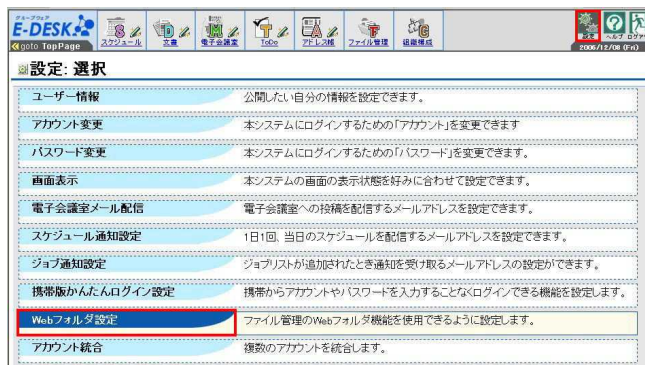 グループウェア
E-DESK
goto TopPage
スケジュール
文書
電子会議室
ToDo
アドレス帳
ファイル管理
組織構成
設定
ヘルプ
ログアウ
2006/12/08 (Fri)
設定: 選択
ユーザー情報 公開したい自分の情報を設定できます。
アカウント変更 本システムにログインするための「アカウント」を変更できます
パスワード変更 本システムにログインするための「パスワード」を変更できます。
画面表示 本システムの画面の表示状態を好みに合わせて設定できます。
電子会議室メール配信 電子会議室への投稿を配信するメールアドレスを設定できます。
スケジュール通知設定 1日1回、当日のスケジュールを配信するメールアドレスを設定できます。
ジョブ通知設定 ジョブリストが追加されたとき通知を受け取るメールアドレスの設定ができます。
携帯版かんたんログイン設定 携帯からアカウントやパスワードを入力することなくログインできる機能を設定します。
Webフォルダ設定 ファイル管理のWebフォルダ機能を使用できるように設定します。
アカウント統合 複数のアカウントを統合します。